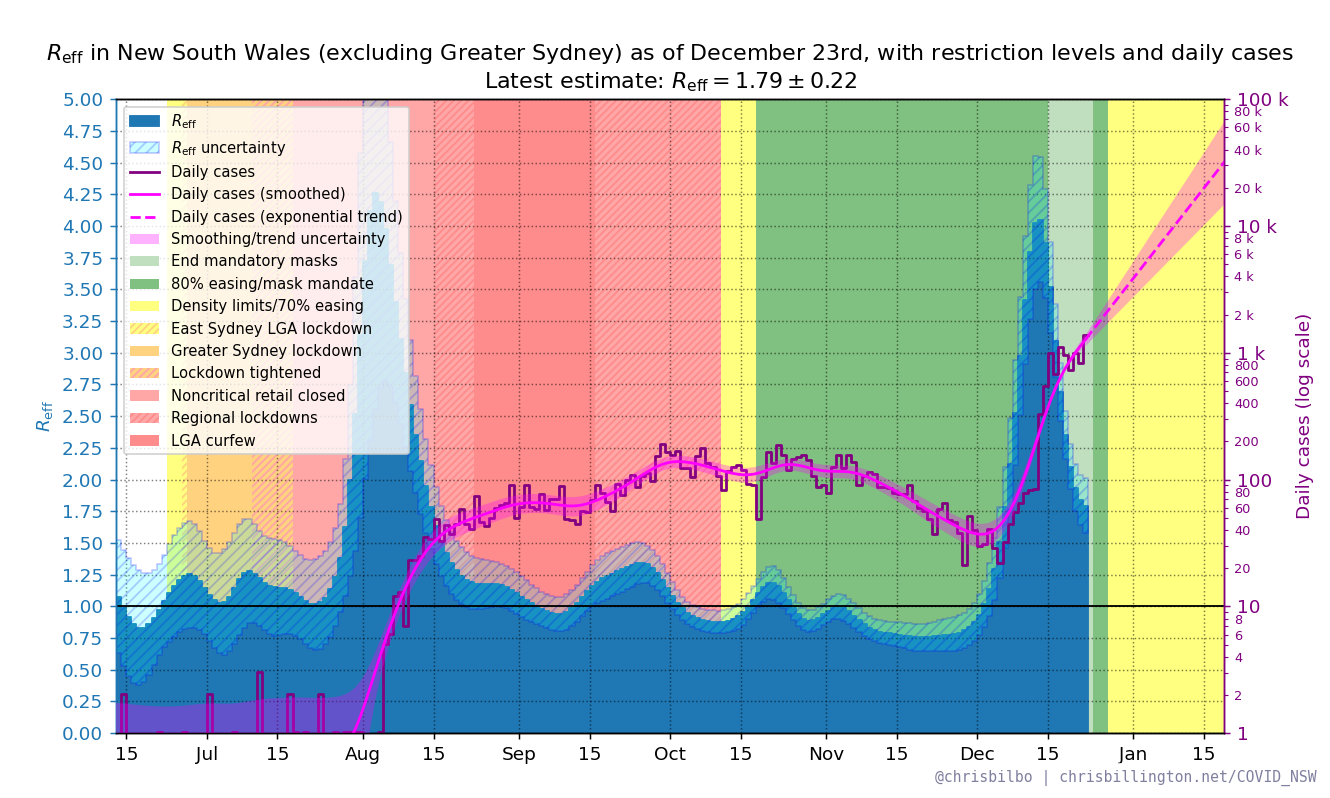 R_eff in New South Wales (excluding Greater Sydney) as of December 23rd, with restriction levels and daily cases
Latest estimate: R_eff = 1.79 ± 0.22
R_eff
5.00
4.75
4.50
4.25
4.00
3.75
3.50
3.25
3.00
2.75
2.50
2.25
2.00
1.75
1.50
1.25
1.00
0.75
0.50
0.25
0.00
R_eff
R_eff uncertainty
Daily cases
Daily cases (smoothed)
Daily cases (exponential trend)
Smoothing/trend uncertainty
End mandatory masks
80% easing/mask mandate
Density limits/70% easing
East Sydney LGA lockdown
Greater Sydney lockdown
Lockdown tightened
Noncritical retail closed
Regional lockdowns
LGA curfew
100 k
80 k
60 k
40 k
20 k
10 k
8 k
6 k
4 k
2 k
1 k
800
600
400
200
100
80
60
40
20
10
8
6
4
2
1
Daily cases (log scale)
15 Jul 15 Aug 15 Sep 15 Oct 15 Nov 15 Dec 15 Jan 15
@chrisbilbo | chrisbillington.net/COVID_NSW